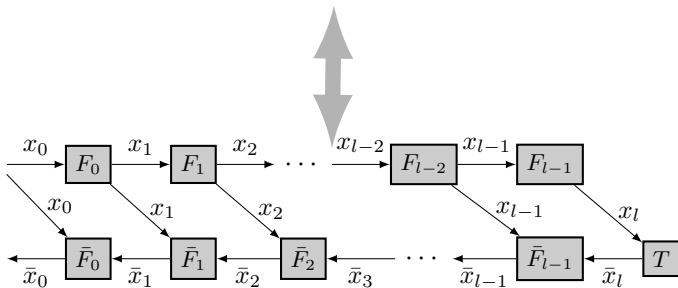 x_0 F_0 x_1 F_1 x_2 ⋯ x_{l−2} F_{l−2} x_{l−1} F_{l−1}
x_0 x_1 x_2 x_{l−1} x_l
x̄_0 F̄_0 x̄_1 F̄_1 x̄_2 F̄_2 x̄_3 ⋯ x̄_{l−1} F̄_{l−1} x̄_l T